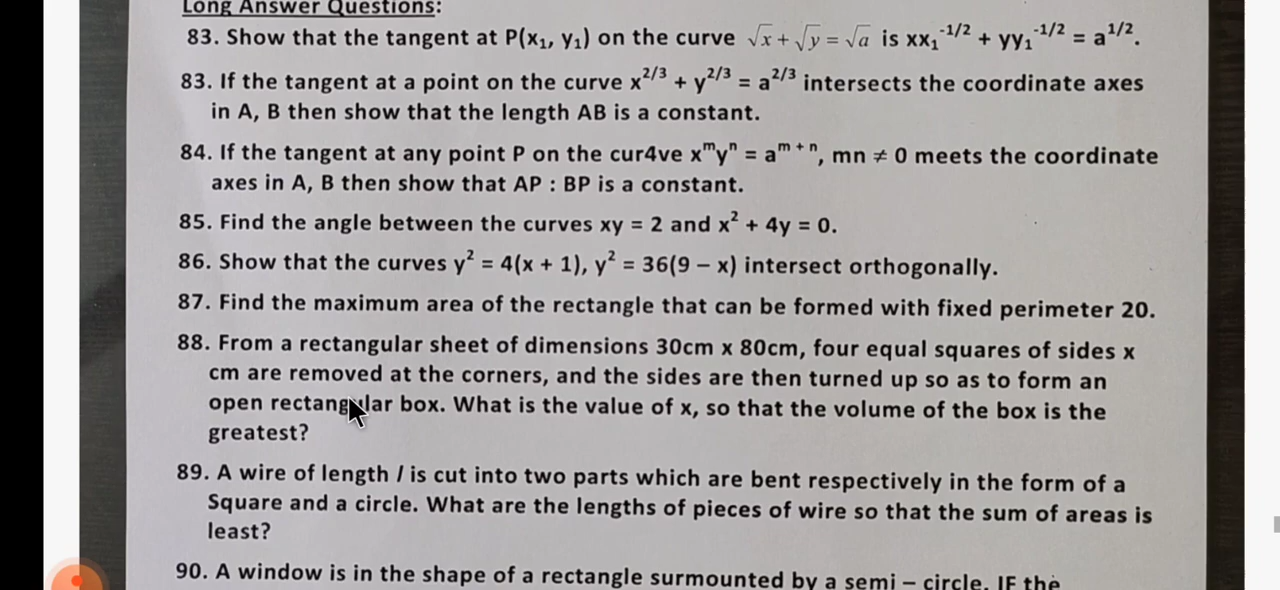 Long Answer Questions:
83. Show that the tangent at P(x₁, y₁) on the curve √x + √y = √a is xx₁^-1/2 + yy₁^-1/2 = a^1/2.
83. If the tangent at a point on the curve x^2/3 + y^2/3 = a^2/3 intersects the coordinate axes
in A, B then show that the length AB is a constant.
84. If the tangent at any point P on the cur4ve x^m y^n = a^m + n, mn ≠ 0 meets the coordinate
axes in A, B then show that AP : BP is a constant.
85. Find the angle between the curves xy = 2 and x² + 4y = 0.
86. Show that the curves y² = 4(x + 1), y² = 36(9 – x) intersect orthogonally.
87. Find the maximum area of the rectangle that can be formed with fixed perimeter 20.
88. From a rectangular sheet of dimensions 30cm x 80cm, four equal squares of sides x
cm are removed at the corners, and the sides are then turned up so as to form an
open rectangular box. What is the value of x, so that the volume of the box is the
greatest?
89. A wire of length l is cut into two parts which are bent respectively in the form of a
Square and a circle. What are the lengths of pieces of wire so that the sum of areas is
least?
90. A window is in the shape of a rectangle surmounted by a semi – circle. IF the